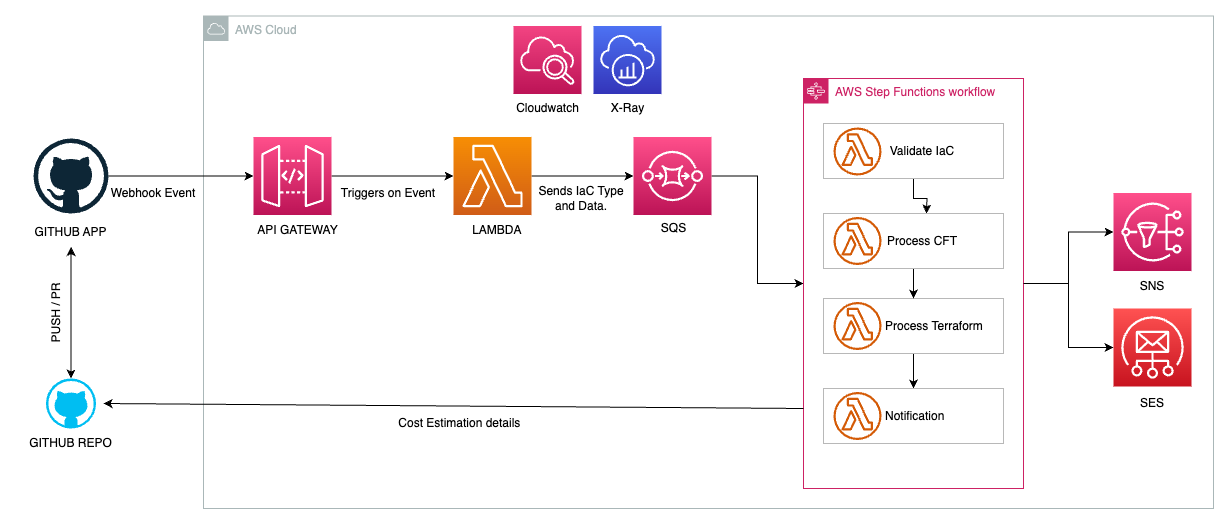 AWS Cloud
Cloudwatch
X-Ray
AWS Step Functions workflow
Validate IaC
Webhook Event
Triggers on Event
Sends IaC Type
and Data.
GITHUB APP
API GATEWAY
LAMBDA
SQS
Process CFT
SNS
PUSH / PR
Process Terraform
SES
Notification
Cost Estimation details
GITHUB REPO